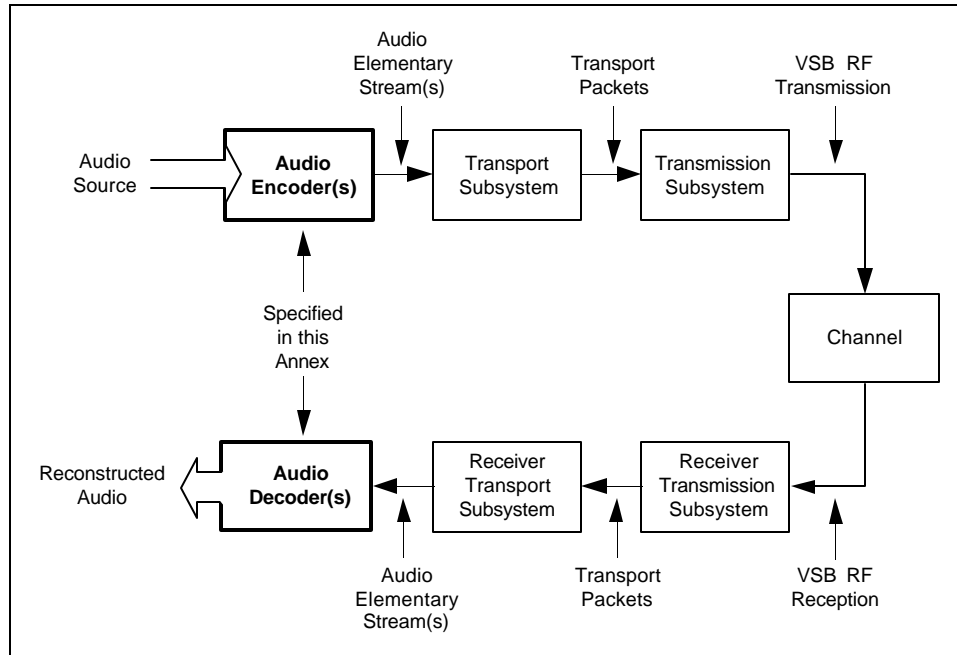 Audio
Elementary
Stream(s)
Transport
Packets
VSB RF
Transmission
Audio
Source
Audio
Encoder(s)
Transport
Subsystem
Transmission
Subsystem
Specified
in this
Annex
Channel
Reconstructed
Audio
Audio
Decoder(s)
Receiver
Transport
Subsystem
Receiver
Transmission
Subsystem
Audio
Elementary
Stream(s)
Transport
Packets
VSB RF
Reception